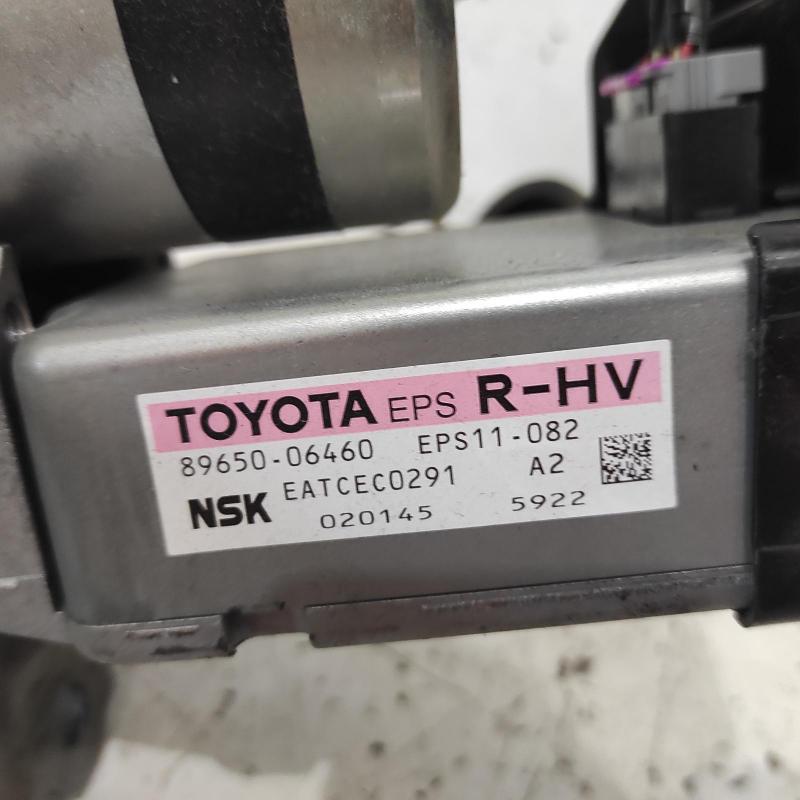 TOYOTA EPS R-HV
89650-06460 EPS11-082
NSK EATCEC0291 A2
020145 5922